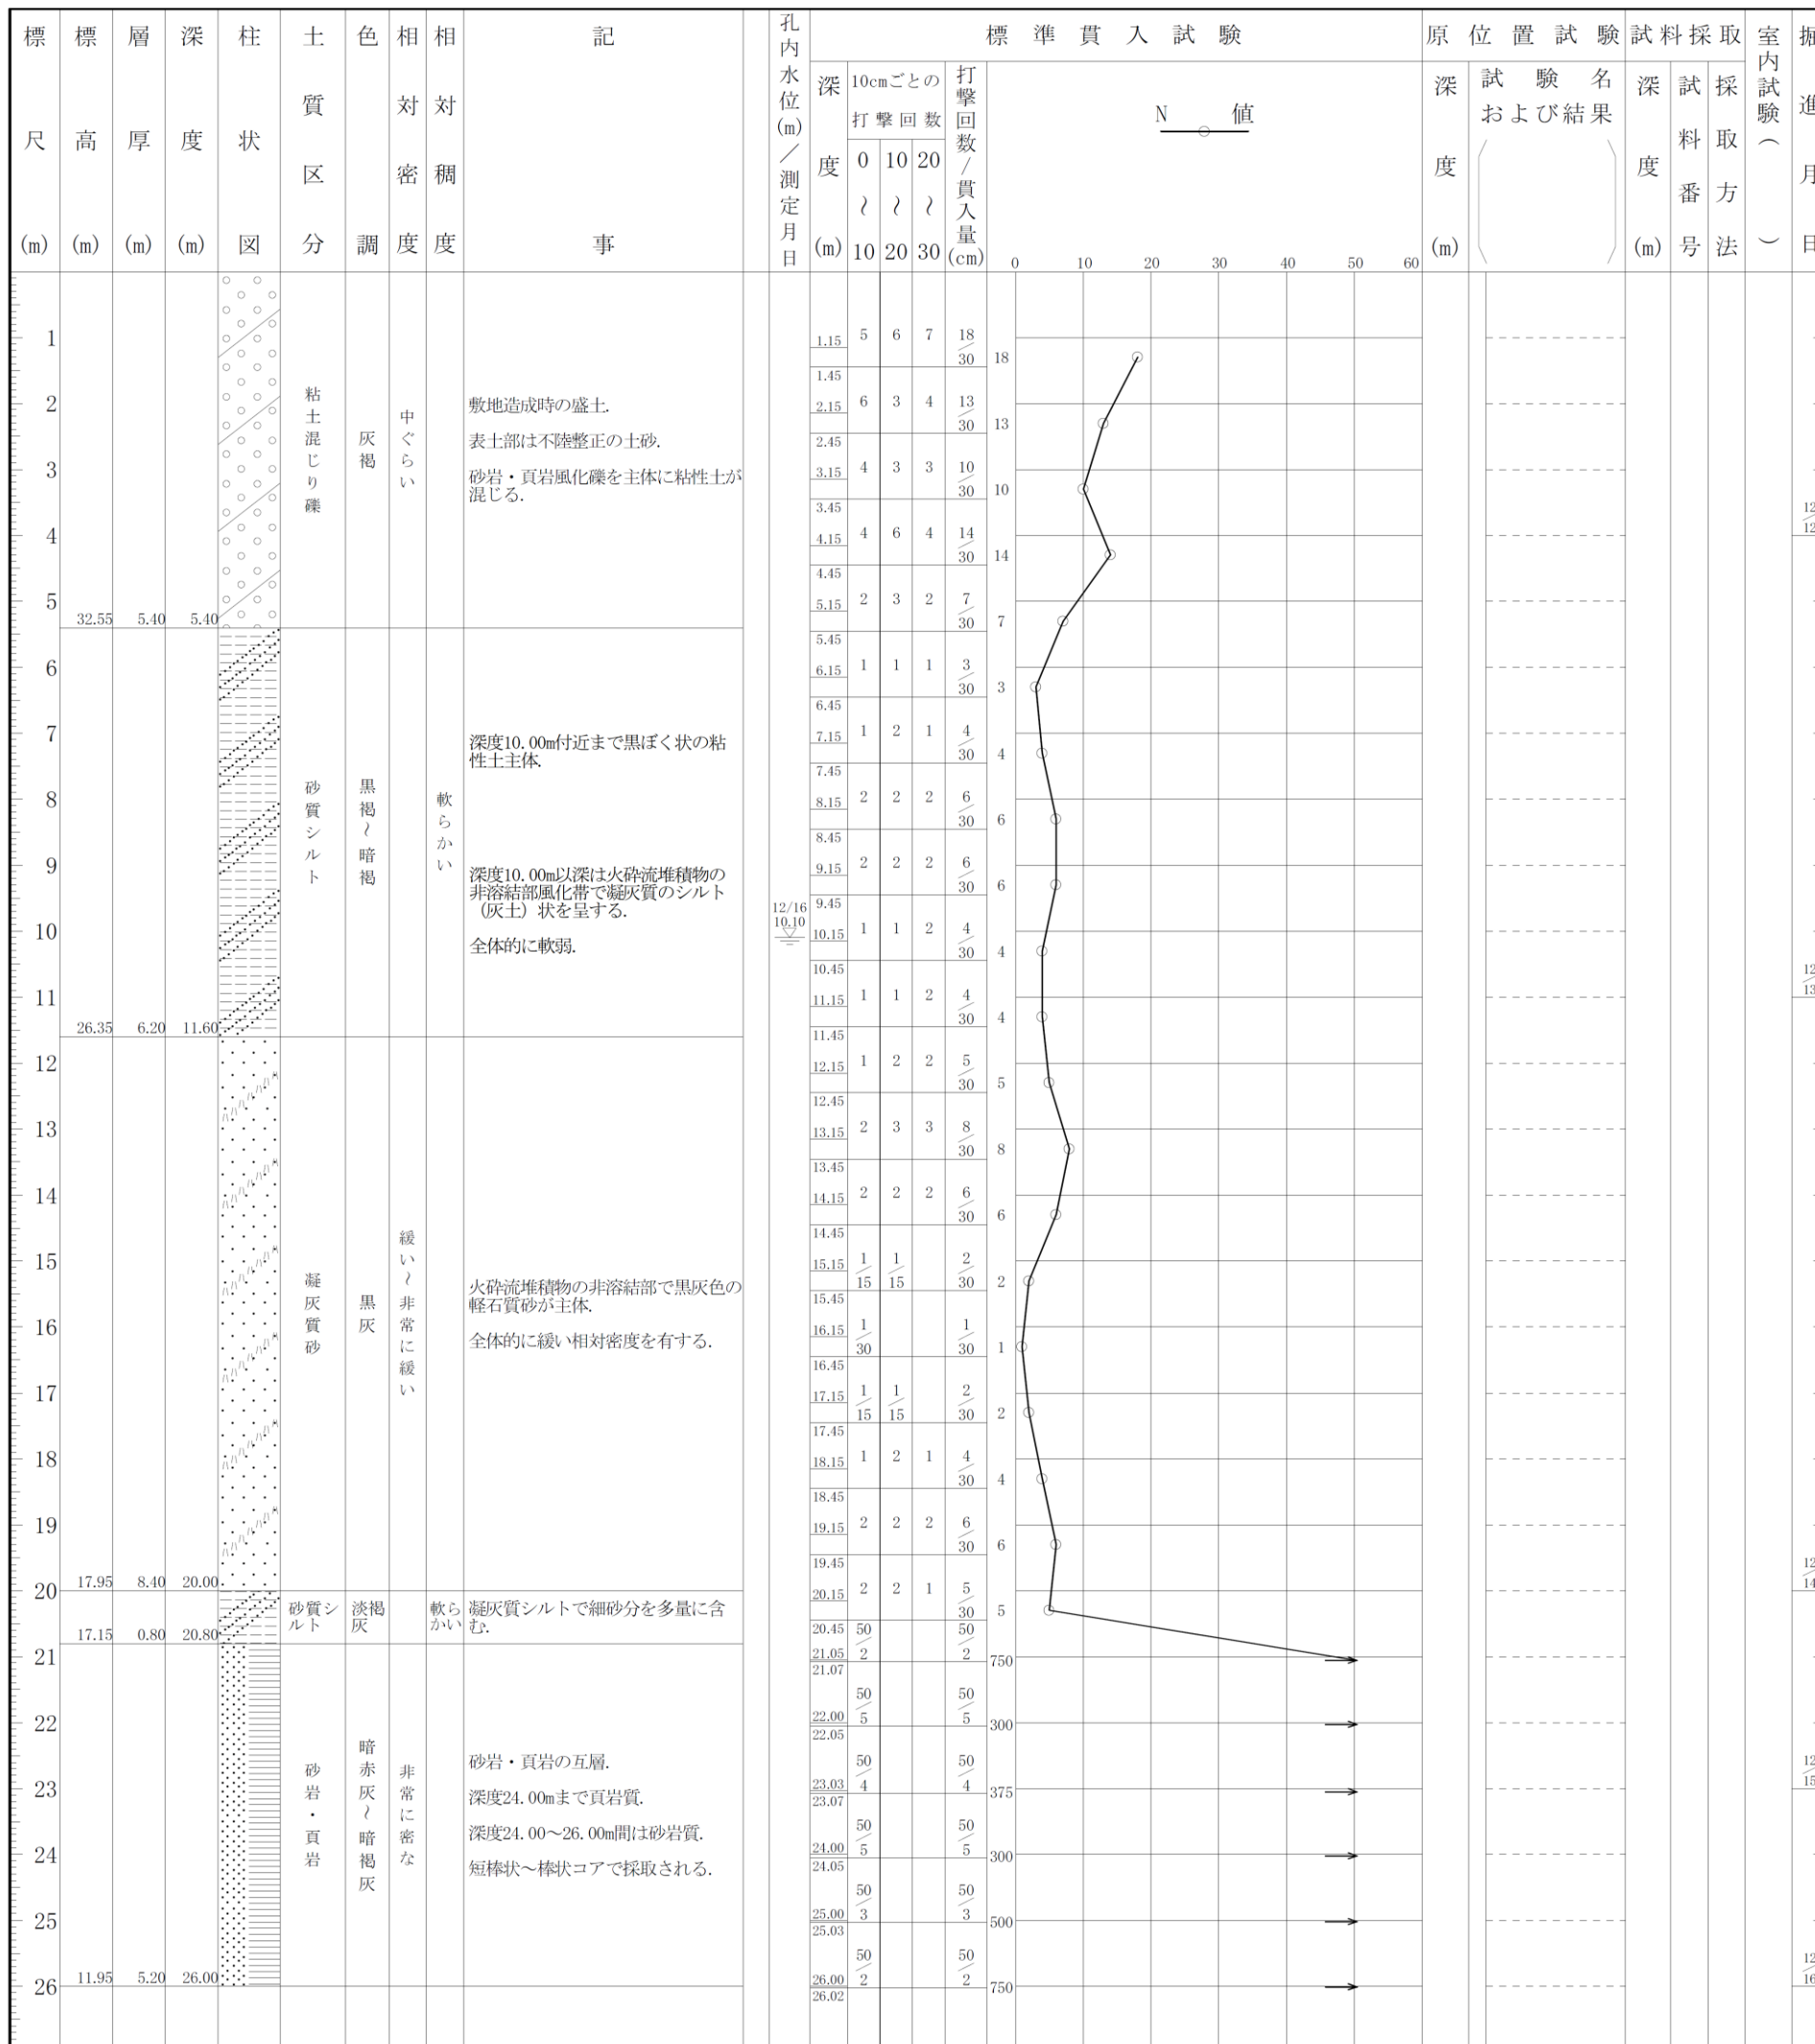 標尺(m)
標高(m)
層厚(m)
深度(m)
柱状図
土質区分
色調
相対密度
相対稠度
記事
孔内水位(m)／測定月日
標準貫入試験
深度(m)
10cmごとの
打撃回数
0〜10
10〜20
20〜30
打撃回数/貫入量(cm)
N 値
0 10 20 30 40 50 60
原位置試験
深度(m)
試験名
および結果
試料採取
深度(m)
試料番号
採取方法
室内試験（ ）
掘進月日
1
2
3
4
5
6
7
8
9
10
11
12
13
14
15
16
17
18
19
20
21
22
23
24
25
26
32.55 5.40 5.40
粘土混じり礫
灰褐
中ぐらい
敷地造成時の盛土.
表土部は不陸整正の土砂.
砂岩・頁岩風化礫を主体に粘性土が
混じる.
26.35 6.20 11.60
砂質シルト
黒褐〜暗褐
軟らかい
深度10.00m付近まで黒ぼく状の粘
性土主体.
深度10.00m以深は火砕流堆積物の
非溶結部風化帯で凝灰質のシルト
（灰土）状を呈する.
全体的に軟弱.
17.95 8.40 20.00
凝灰質砂
黒灰
緩い〜非常に緩い
火砕流堆積物の非溶結部で黒灰色の
軽石質砂が主体.
全体的に緩い相対密度を有する.
17.15 0.80 20.80
砂質シ
ルト
淡褐
灰
軟ら
かい
凝灰質シルトで細砂分を多量に含
む.
11.95 5.20 26.00
砂岩・頁岩
暗赤灰〜暗褐灰
非常に密な
砂岩・頁岩の互層.
深度24.00mまで頁岩質.
深度24.00〜26.00m間は砂岩質.
短棒状〜棒状コアで採取される.
12/16
10.10
1.15 5 6 7 18/30 18
1.45
2.15 6 3 4 13/30 13
2.45
3.15 4 3 3 10/30 10
3.45
4.15 4 6 4 14/30 14
4.45
5.15 2 3 2 7/30 7
5.45
6.15 1 1 1 3/30 3
6.45
7.15 1 2 1 4/30 4
7.45
8.15 2 2 2 6/30 6
8.45
9.15 2 2 2 6/30 6
9.45
10.15 1 1 2 4/30 4
10.45
11.15 1 1 2 4/30 4
11.45
12.15 1 2 2 5/30 5
12.45
13.15 2 3 3 8/30 8
13.45
14.15 2 2 2 6/30 6
14.45
15.15 1/15 1/15 2/30 2
15.45
16.15 1/30 1/30 1
16.45
17.15 1/15 1/15 2/30 2
17.45
18.15 1 2 1 4/30 4
18.45
19.15 2 2 2 6/30 6
19.45
20.15 2 2 1 5/30 5
20.45
21.05 50/2 50/2 750
21.07
22.00 50/5 50/5 300
22.05
23.03 50/4 50/4 375
23.07
24.00 50/5 50/5 300
24.05
25.00 50/3 50/3 500
25.03
26.00 50/2 50/2 750
26.02
12/12
12/13
12/14
12/15
12/16